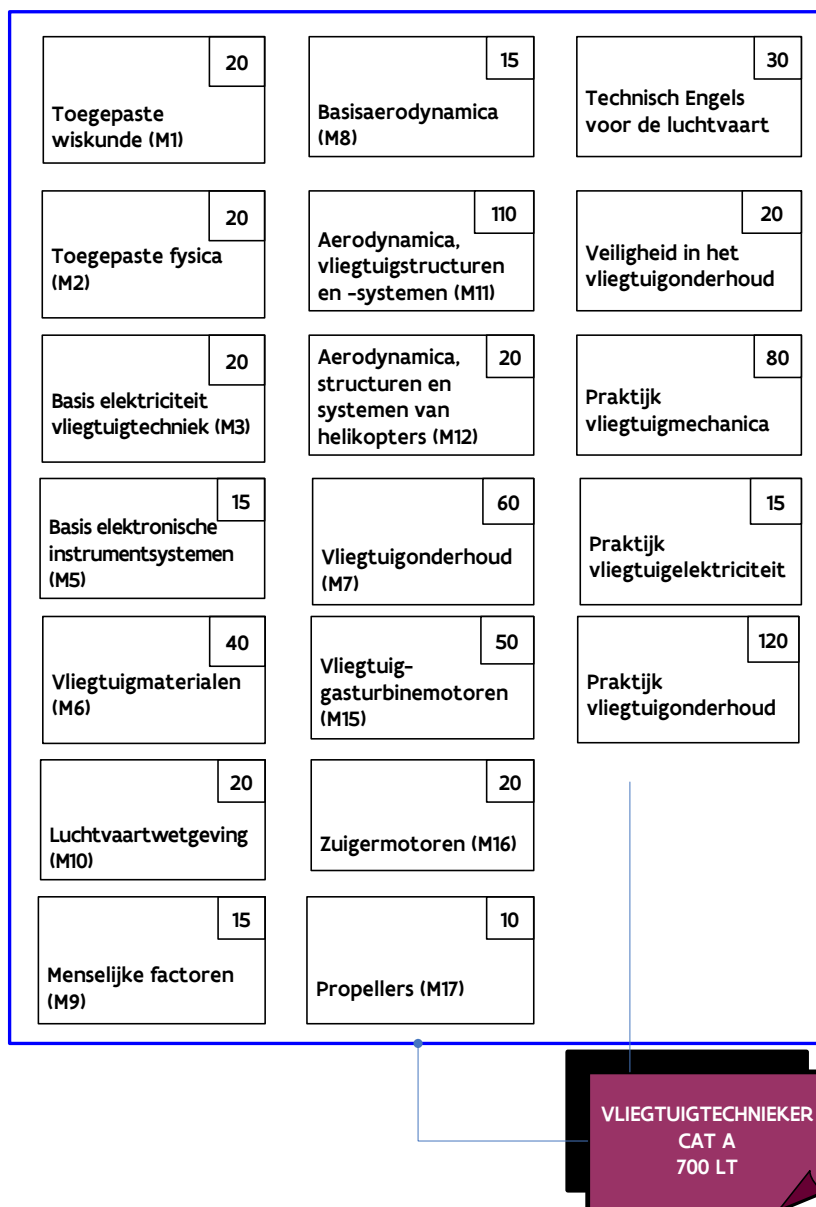 20
Toegepaste
wiskunde (M1)
20
Toegepaste fysica
(M2)
20
Basis elektriciteit
vliegtuigtechniek (M3)
15
Basis elektronische
instrumentsystemen
(M5)
40
Vliegtuigmaterialen
(M6)
20
Luchtvaartwetgeving
(M10)
15
Menselijke factoren
(M9)
15
Basisaerodynamica
(M8)
110
Aerodynamica,
vliegtuigstructuren
en -systemen (M11)
20
Aerodynamica,
structuren en
systemen van
helikopters (M12)
60
Vliegtuigonderhoud
(M7)
50
Vliegtuig-
gasturbinemotoren
(M15)
20
Zuigermotoren (M16)
10
Propellers (M17)
30
Technisch Engels
voor de luchtvaart
20
Veiligheid in het
vliegtuigonderhoud
80
Praktijk
vliegtuigmechanica
15
Praktijk
vliegtuigelektriciteit
120
Praktijk
vliegtuigonderhoud
VLIEGTUIGTECHNIEKER
CAT A
700 LT